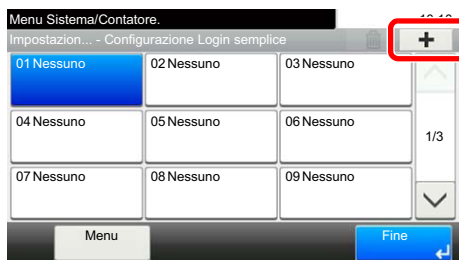 Menu Sistema/Contatore.
Impostazion... - Configurazione Login semplice
01 Nessuno 02 Nessuno 03 Nessuno
04 Nessuno 05 Nessuno 06 Nessuno
1/3
07 Nessuno 08 Nessuno 09 Nessuno
Menu Fine